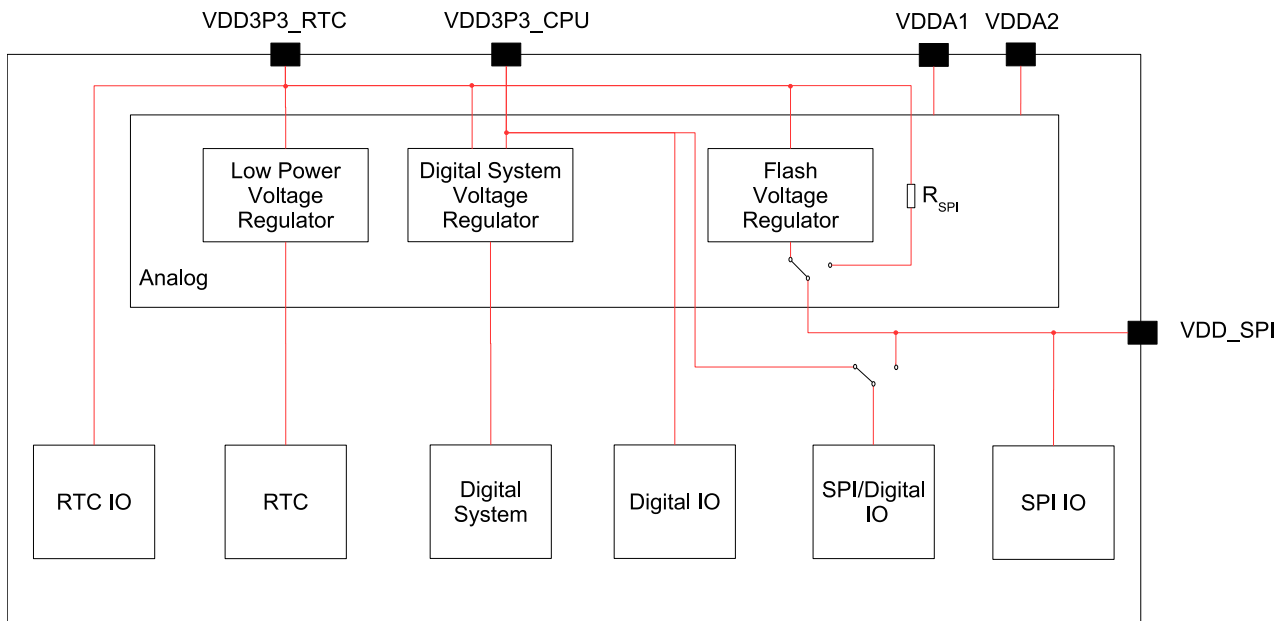 VDD3P3_RTC
VDD3P3_CPU
VDDA1
VDDA2
Low Power
Voltage
Regulator
Digital System
Voltage
Regulator
Flash
Voltage
Regulator
RSPI
Analog
VDD_SPI
RTC IO
RTC
Digital
System
Digital IO
SPI/Digital
IO
SPI IO